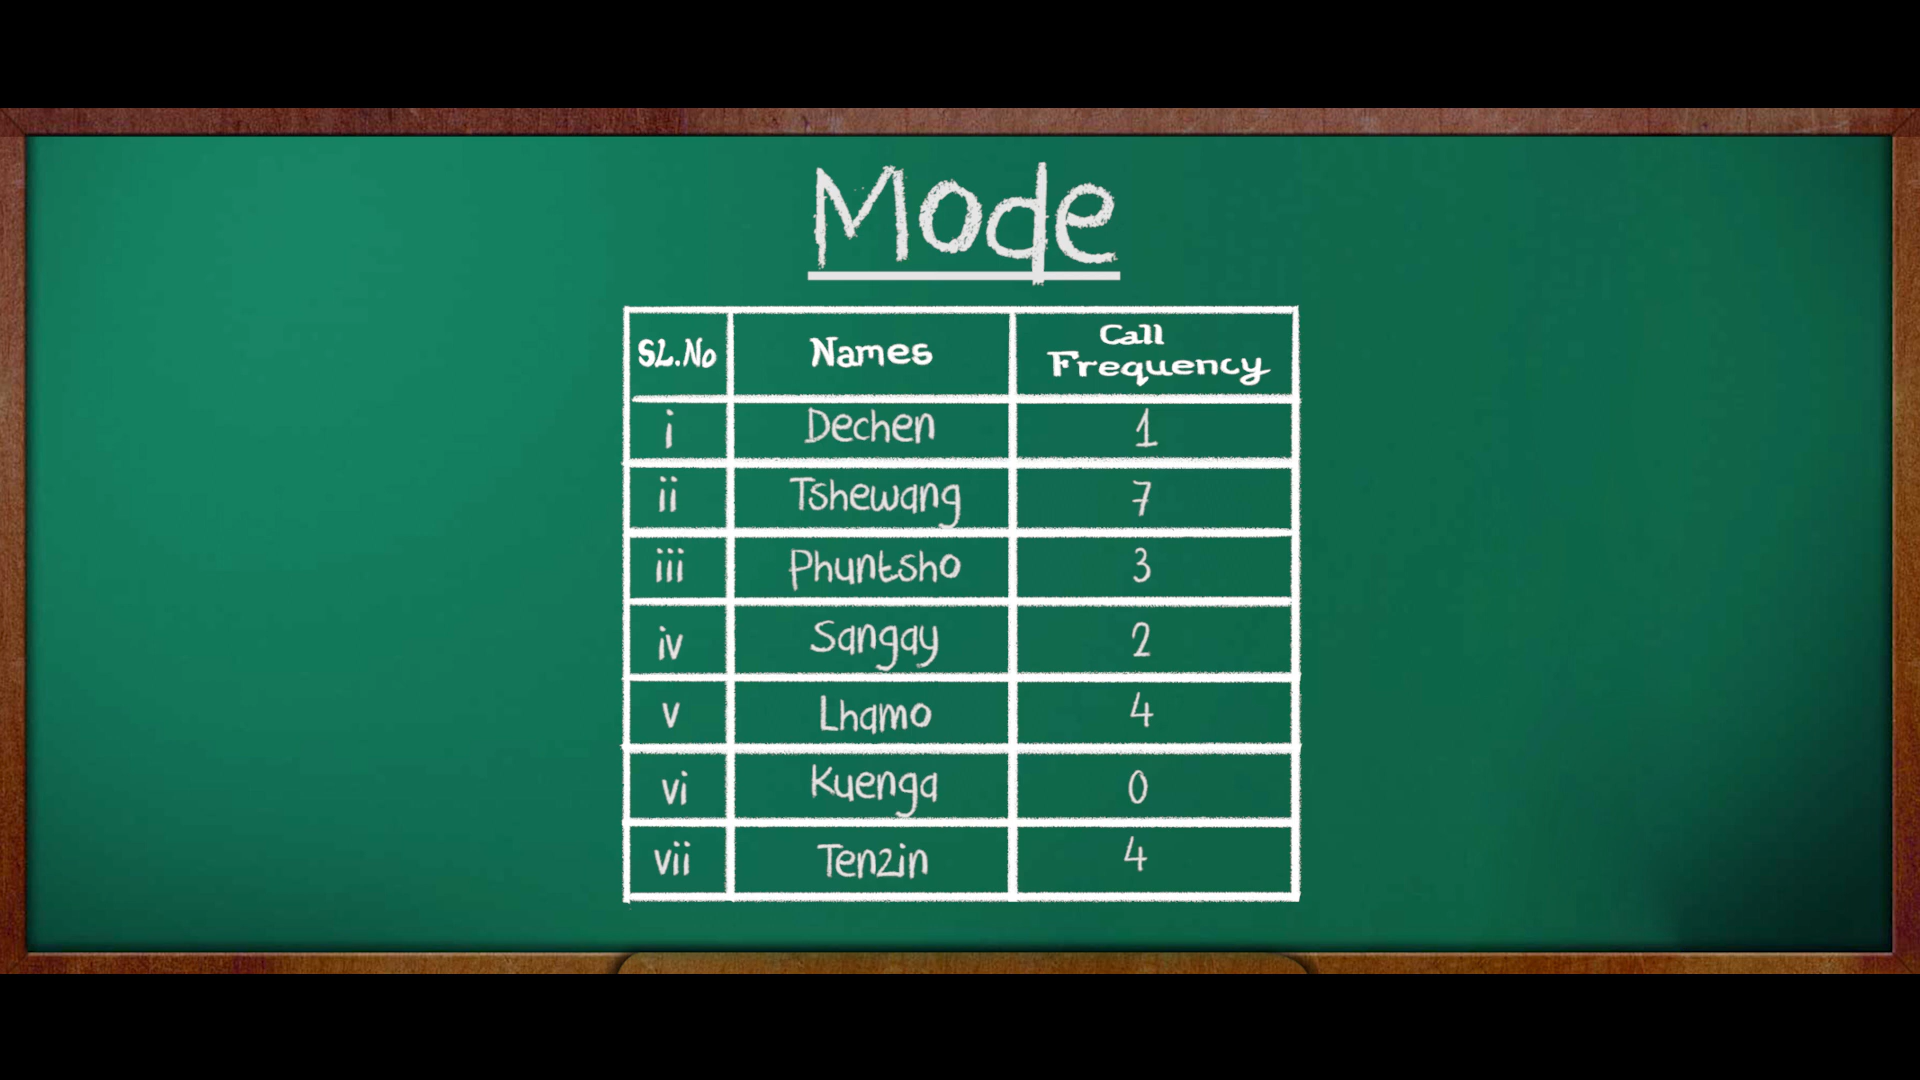 Mode
SL.No Names Call Frequency
i Dechen 1
ii Tshewang 7
iii Phuntsho 3
iv Sangay 2
v Lhamo 4
vi Kuenga 0
vii Tenzin 4